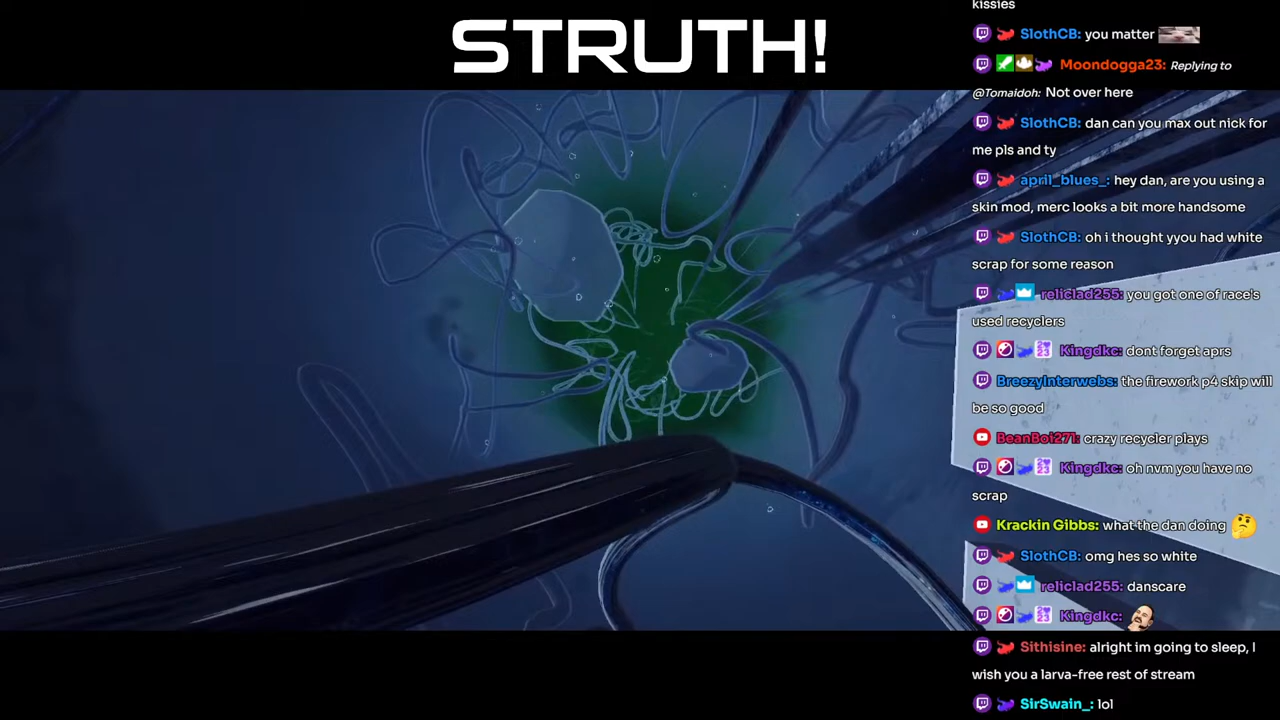 STRUTH!
kissies
SlothCB: you matter
Moondogga23: Replying to
@Tomaidoh: Not over here
SlothCB: dan can you max out nick for
me pls and ty
april_blues_: hey dan, are you using a
skin mod, merc looks a bit more handsome
SlothCB: oh i thought yyou had white
scrap for some reason
reliclad255: you got one of race's
used recyclers
Kingdkc: dont forget aprs
BreezyInterwebs: the firework p4 skip will
be so good
BeanBoi271: crazy recycler plays
Kingdkc: oh nvm you have no
scrap
Krackin Gibbs: what the dan doing 🤔
SlothCB: omg hes so white
reliclad255: danscare
Kingdkc:
Sithisine: alright im going to sleep, I
wish you a larva-free rest of stream
SirSwain_: lol